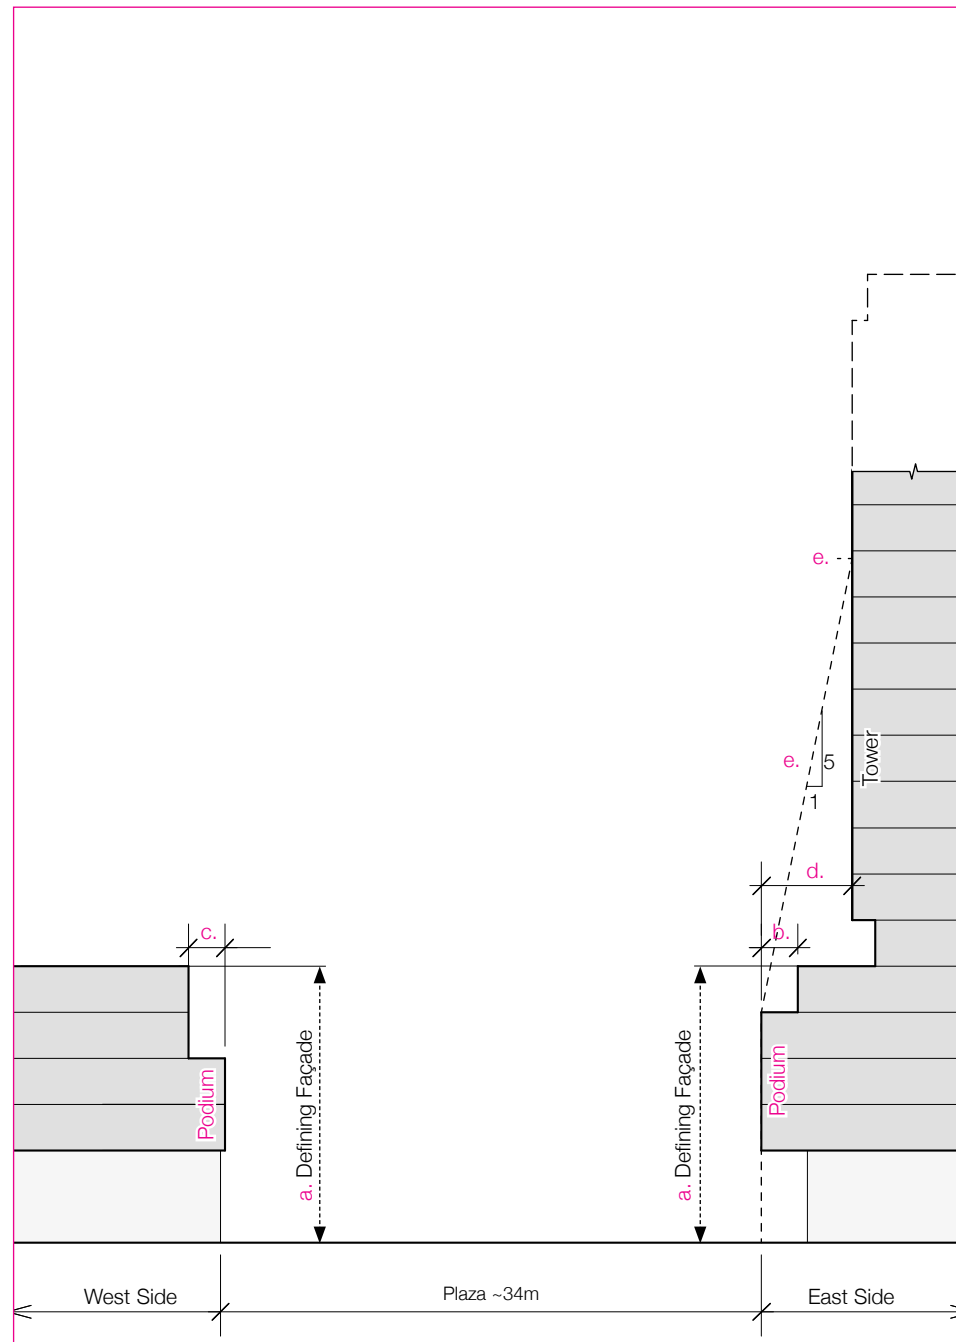 e.
e.
5
1
Tower
d.
c.
b.
a. Defining Façade
a. Defining Façade
Podium
Podium
West Side
Plaza ~34m
East Side